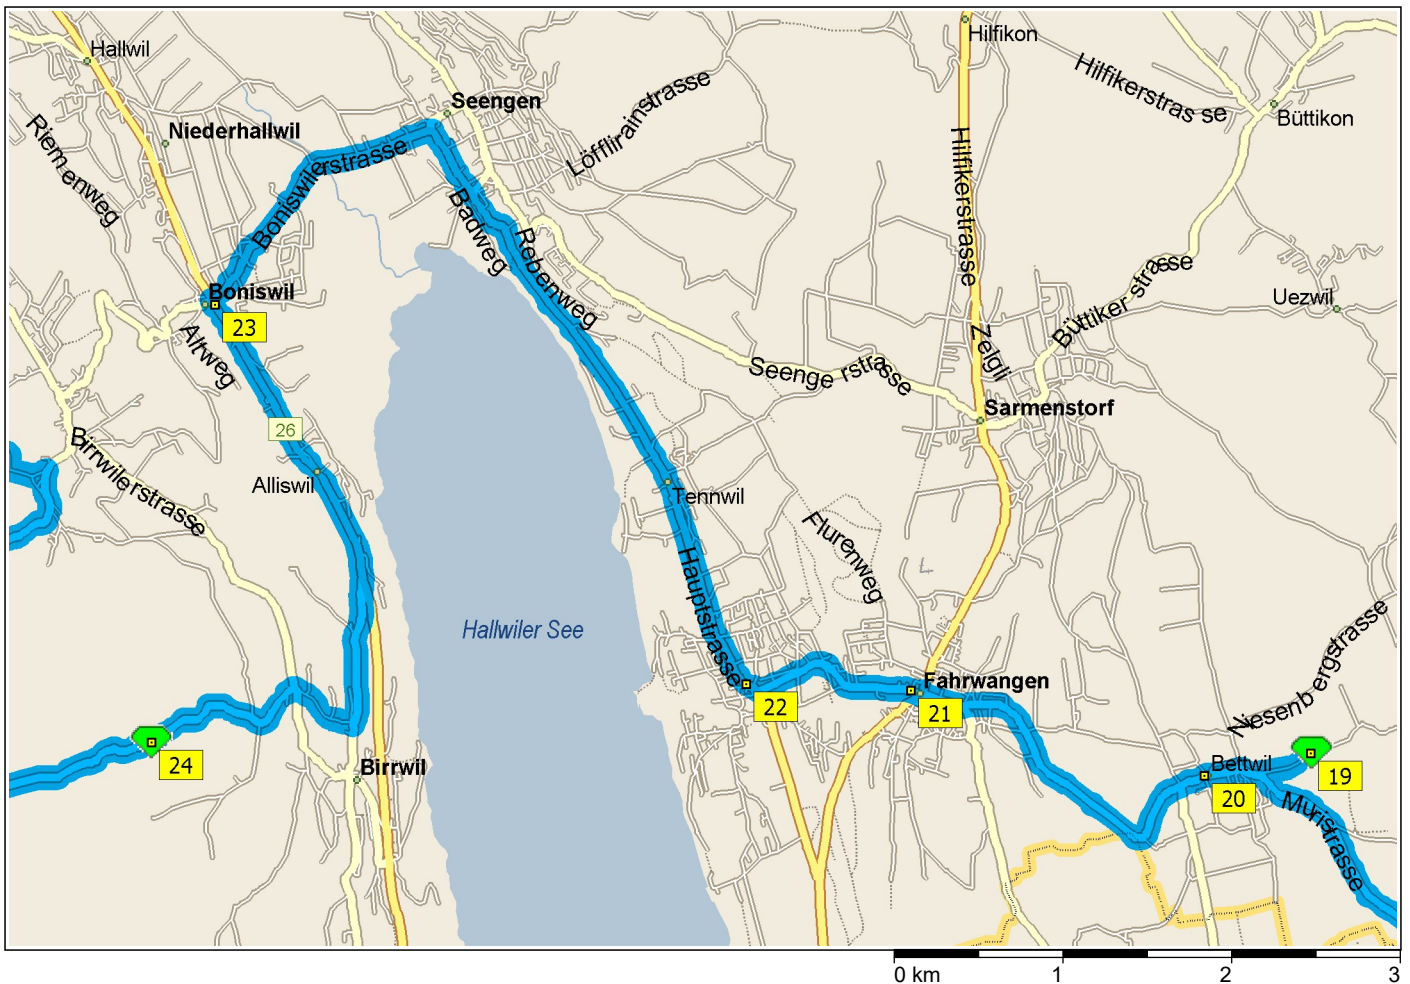 Hallwil
Hilfikon
Hilfikerstras se
Seengen
Löfflirainstrasse
Büttikon
Niederhallwil
Riem enweg
Boniswilerstrasse
Hilfikerstrasse
Badweg
Rebenweg
Büttiker strasse
Uezwil
Boniswil
23
Altweg
Zelgli
Seenge rstrasse
Sarmenstorf
26
Birrwilerstrasse
Alliswil
Tennwil
Flurenweg
Hauptstrasse
Hallwiler See
Niesenb ergstrasse
Fahrwangen
22
21
24
Birrwil
Bettwil
19
20
Muristrasse
0 km 1 2 3